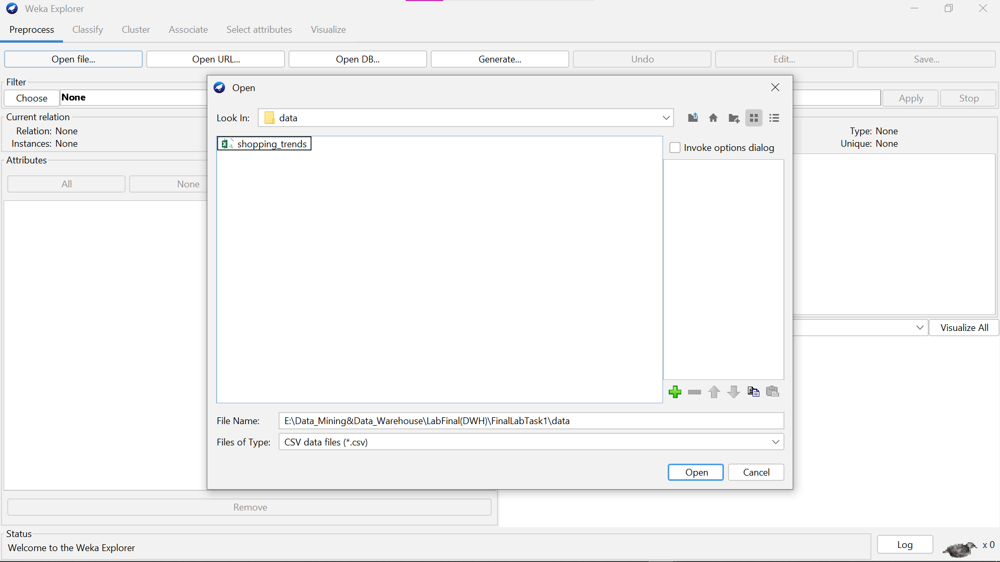 Weka Explorer
Preprocess Classify Cluster Associate Select attributes Visualize
Open file... Open URL... Open DB... Generate... Undo Edit... Save...
Filter
Choose None Apply Stop
Current relation
Relation: None Type: None
Instances: None Unique: None
Attributes
All None
Visualize All
Remove
Open
Look In: data
shopping_trends
Invoke options dialog
File Name: E:\Data_Mining&Data_Warehouse\LabFinal(DWH)\FinalLabTask1\data
Files of Type: CSV data files (*.csv)
Open Cancel
Status
Welcome to the Weka Explorer
Log x 0